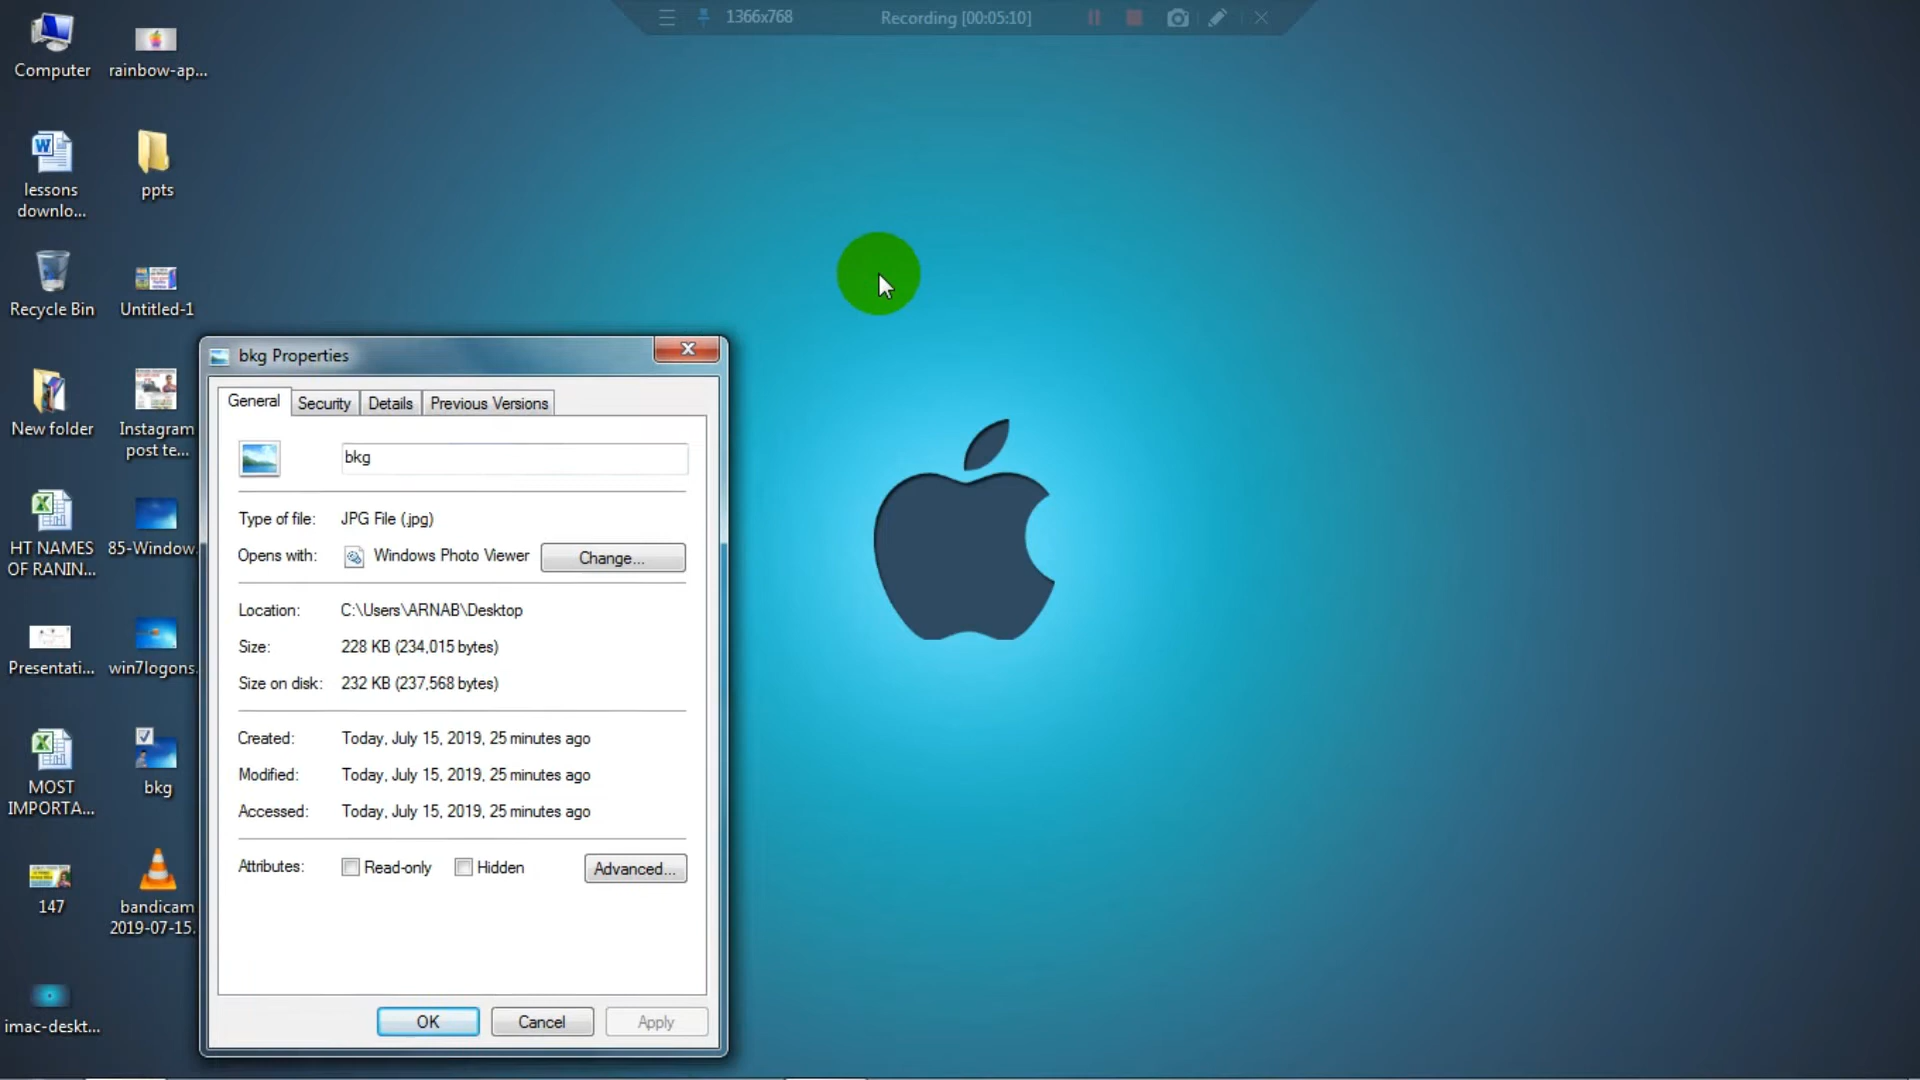 1366x768
Recording [00:05:10]
Computer
rainbow-ap...
lessons
downlo...
ppts
Recycle Bin
Untitled-1
New folder
Instagram
post te...
HT NAMES
OF RANIN...
85-Window.
Presentati...
win7logons.
MOST
IMPORTA...
bkg
147
bandicam
2019-07-15.
imac-deskt...
bkg Properties
General
Security
Details
Previous Versions
bkg
Type of file: JPG File (.jpg)
Opens with: Windows Photo Viewer Change...
Location: C:\Users\ARNAB\Desktop
Size: 228 KB (234,015 bytes)
Size on disk: 232 KB (237,568 bytes)
Created: Today, July 15, 2019, 25 minutes ago
Modified: Today, July 15, 2019, 25 minutes ago
Accessed: Today, July 15, 2019, 25 minutes ago
Attributes: Read-only Hidden Advanced...
OK Cancel Apply